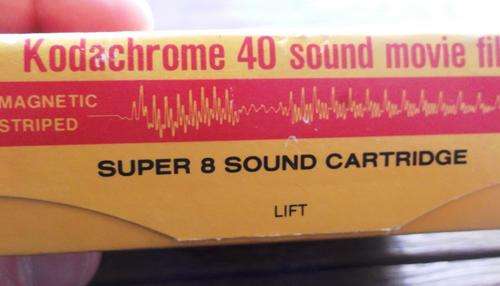 Kodachrome 40 sound movie
MAGNETIC
STRIPED
SUPER 8 SOUND CARTRIDGE
LIFT